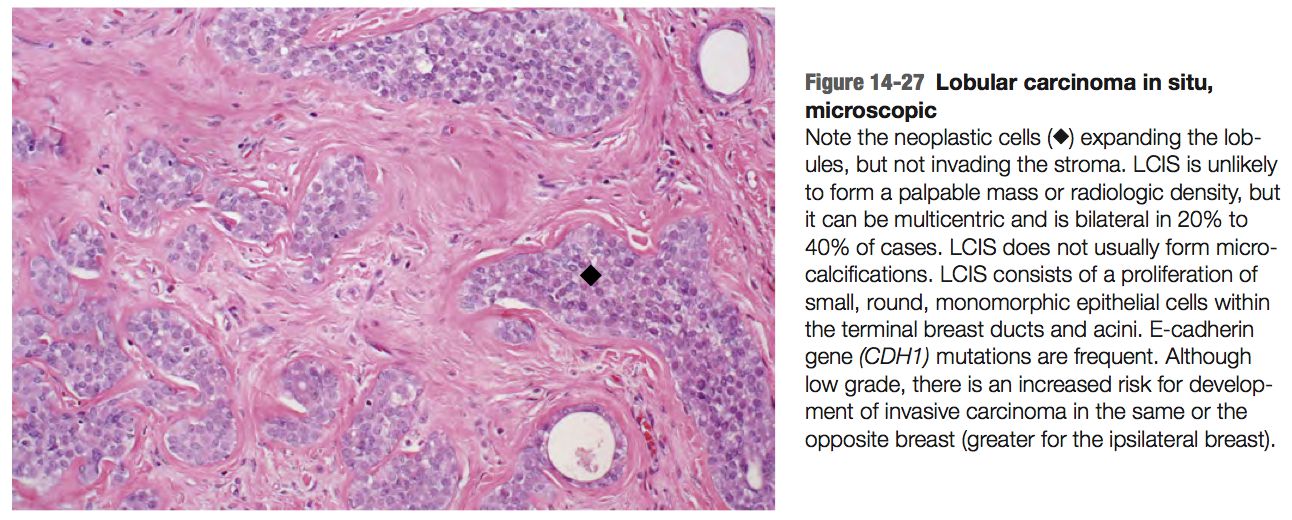 Figure 14-27 Lobular carcinoma in situ,
microscopic
Note the neoplastic cells (◆) expanding the lob-
ules, but not invading the stroma. LCIS is unlikely
to form a palpable mass or radiologic density, but
it can be multicentric and is bilateral in 20% to
40% of cases. LCIS does not usually form micro-
calcifications. LCIS consists of a proliferation of
small, round, monomorphic epithelial cells within
the terminal breast ducts and acini. E-cadherin
gene (CDH1) mutations are frequent. Although
low grade, there is an increased risk for develop-
ment of invasive carcinoma in the same or the
opposite breast (greater for the ipsilateral breast).